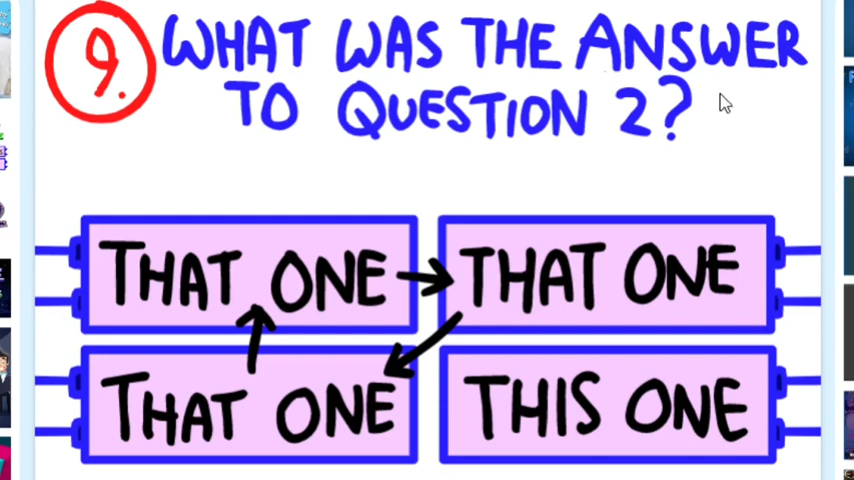 9.
WHAT WAS THE ANSWER
TO QUESTION 2?
THAT ONE
THAT ONE
THAT ONE
THIS ONE